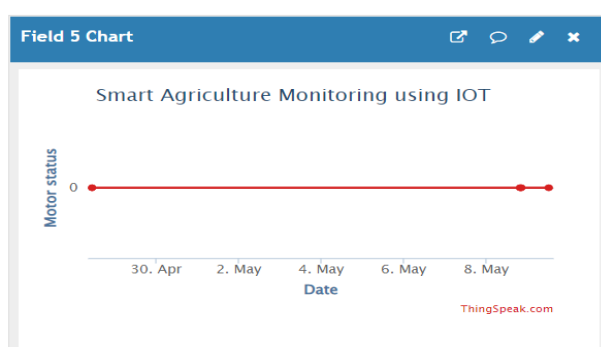 Field 5 Chart
Smart Agriculture Monitoring using IOT
Motor status
0
30. Apr 2. May 4. May 6. May 8. May
Date
ThingSpeak.com